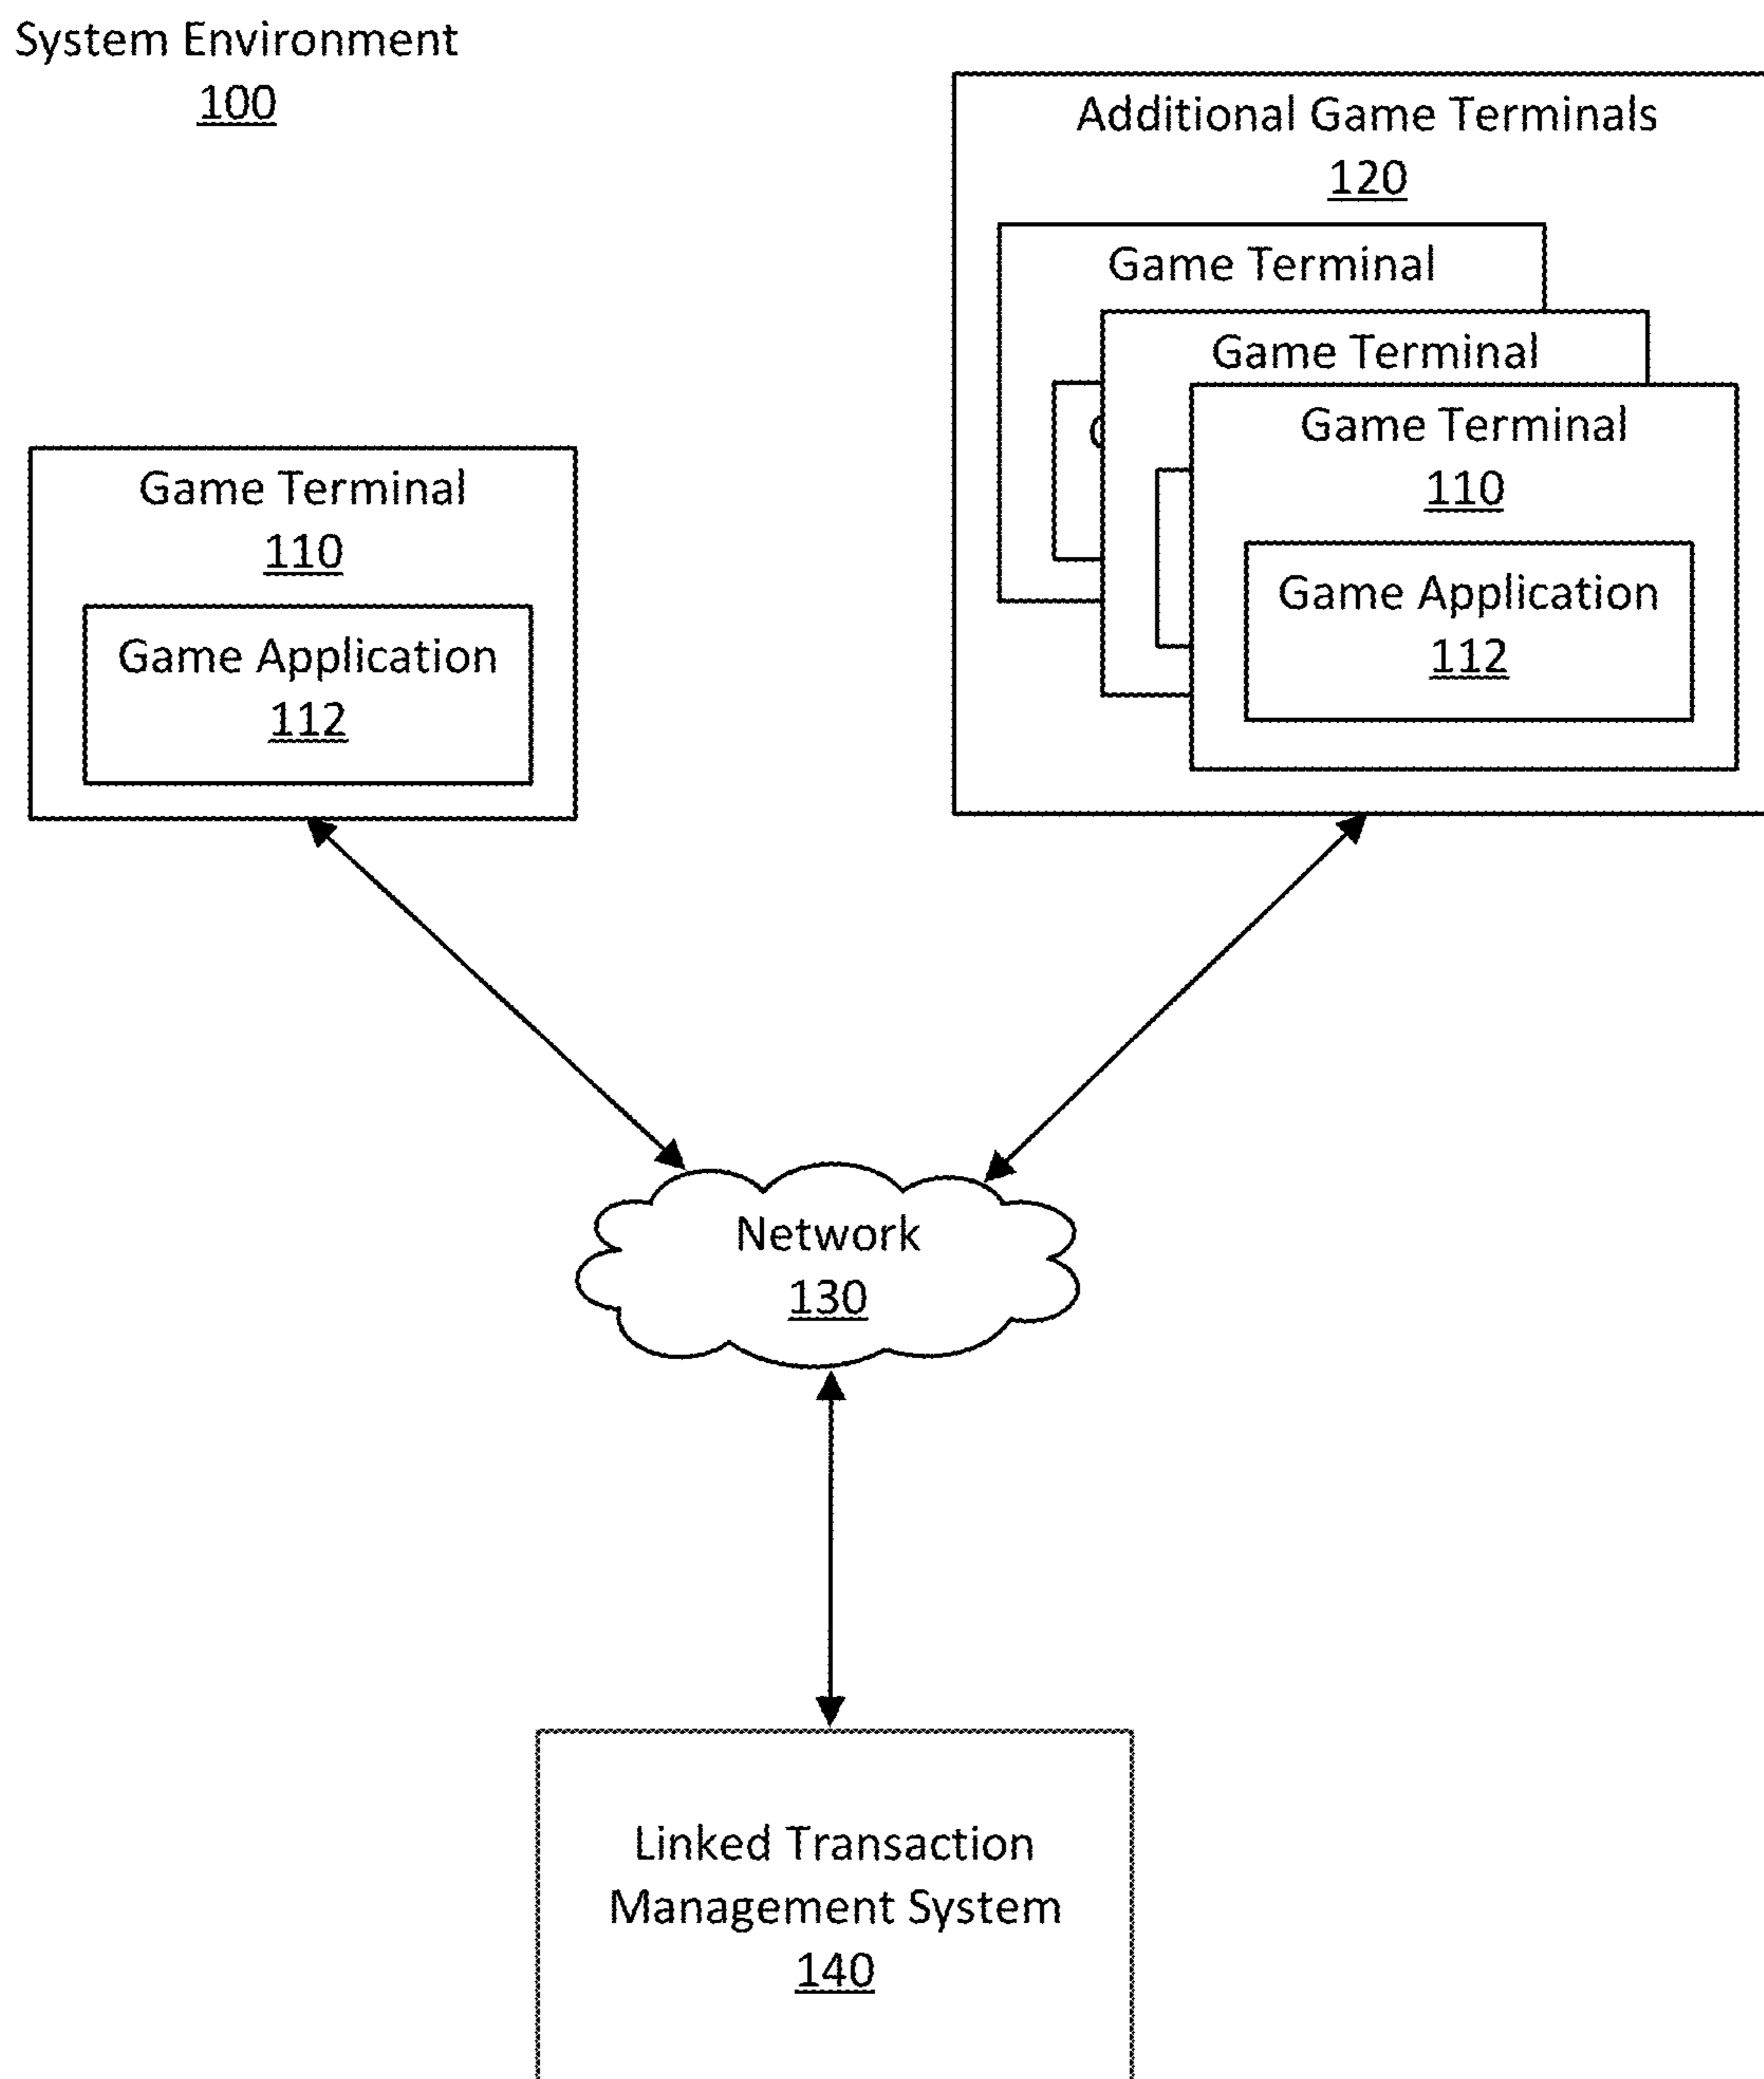 System Environment
100
Additional Game Terminals
120
Game Terminal
Game Terminal
Game Terminal
110
Game Application
112
Game Terminal
110
Game Application
112
Network
130
Linked Transaction
Management System
140